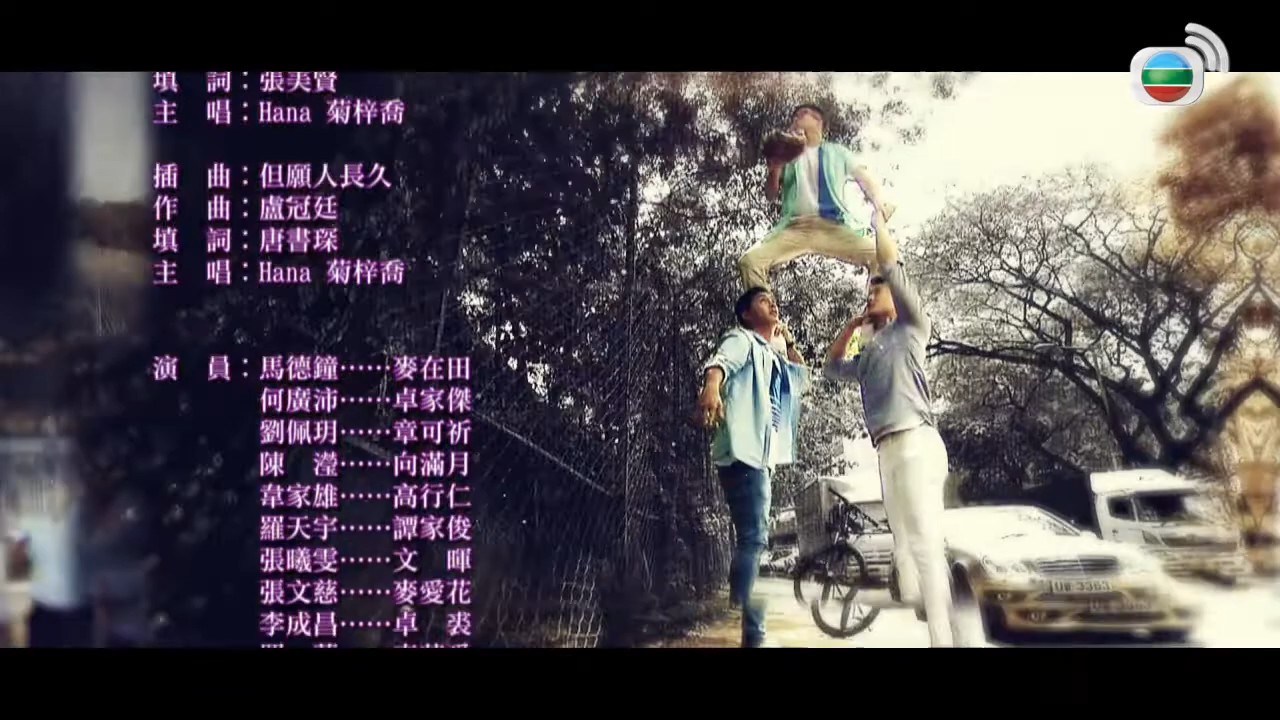 填　詞：張美賢
主　唱：Hana 菊梓喬
插　曲：但願人長久
作　曲：盧冠廷
填　詞：唐書琛
主　唱：Hana 菊梓喬
演　員：馬德鐘……麥在田
何廣沛……卓家傑
劉佩玥……章可祈
陳　瀅……向滿月
韋家雄……高行仁
羅天宇……譚家俊
張曦雯……文　暉
張文慈……麥愛花
李成昌……卓　裘